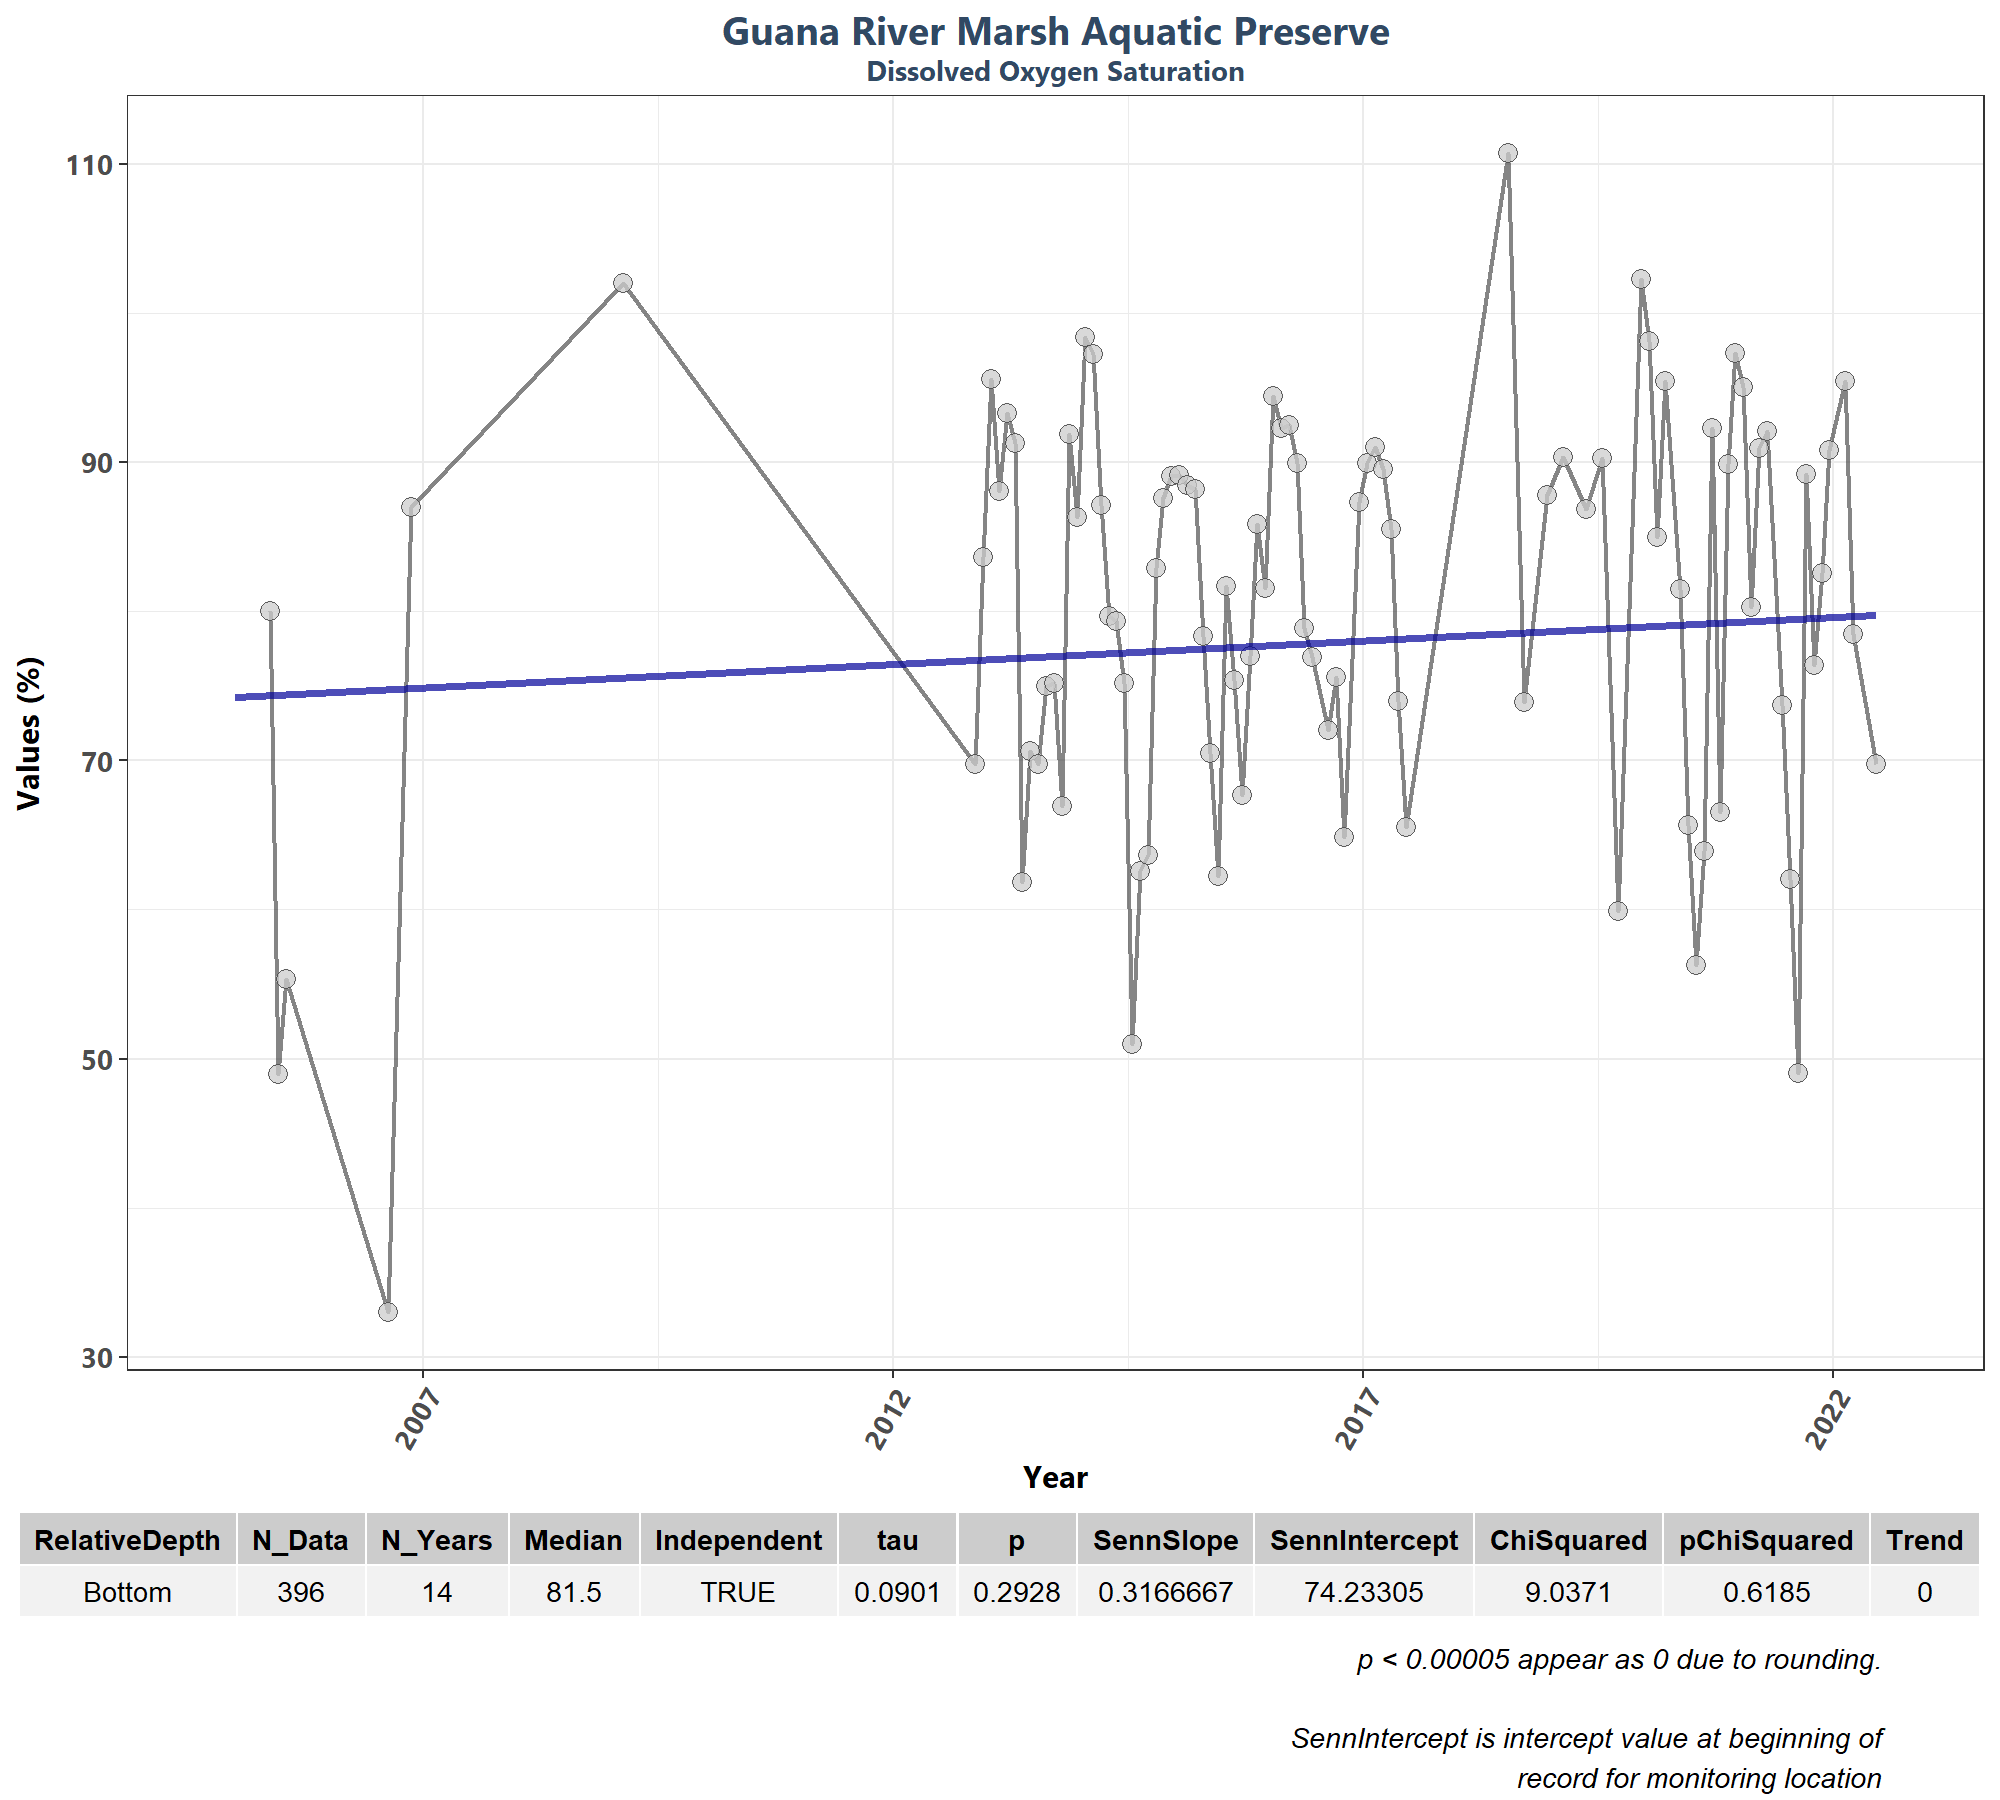 Guana River Marsh Aquatic Preserve
Dissolved Oxygen Saturation
110
90
70
50
30
Values (%)
2007
2012
2017
2022
Year
RelativeDepth N_Data N_Years Median Independent tau p SennSlope SennIntercept ChiSquared pChiSquared Trend
Bottom 396 14 81.5 TRUE 0.0901 0.2928 0.3166667 74.23305 9.0371 0.6185 0
p < 0.00005 appear as 0 due to rounding.
SennIntercept is intercept value at beginning of
record for monitoring location